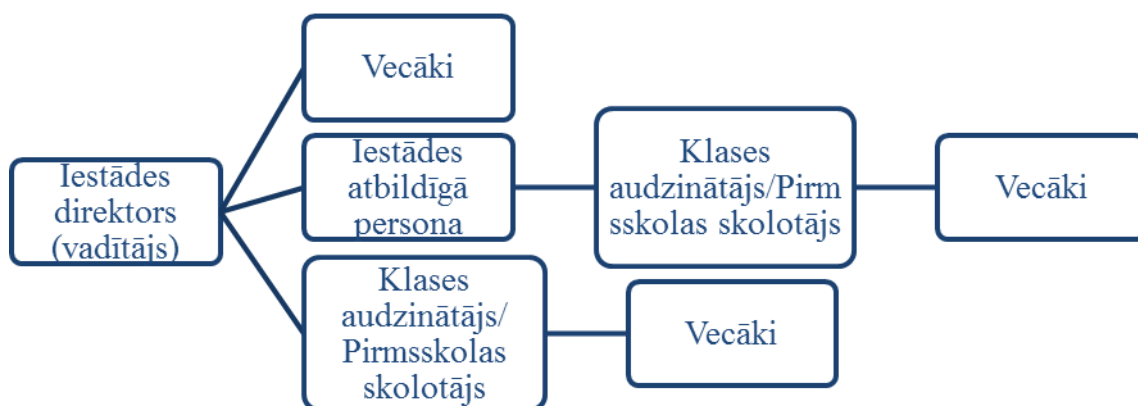 Iestādes
direktors
(vadītājs)
Vecāki
Iestādes
atbildīgā
persona
Klases
audzinātājs/Pirm
sskolas skolotājs
Vecāki
Klases
audzinātājs/
Pirmsskolas
skolotājs
Vecāki